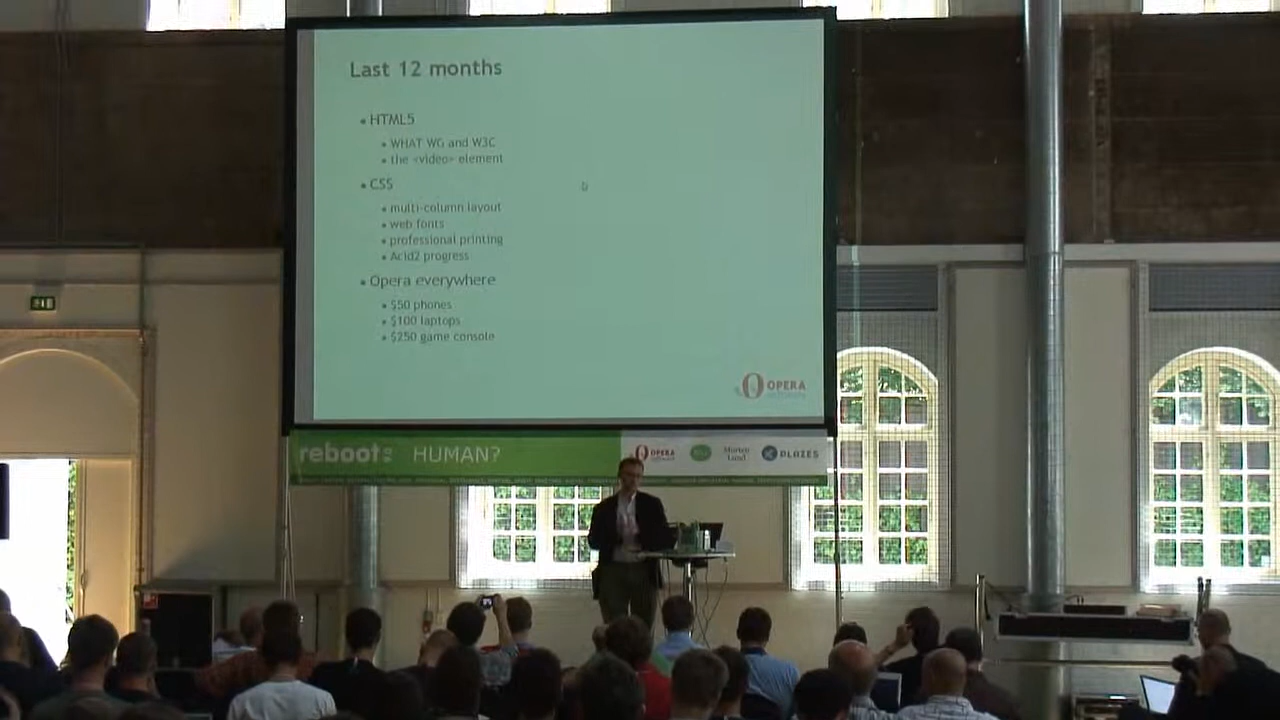 Last 12 months
• HTML5
• WHAT WG and W3C
• the <video> element
• CSS
• multi-column layout
• web fonts
• professional printing
• Acid2 progress
• Opera everywhere
• $50 phones
• $100 laptops
• $250 game console
OPERA
reboot HUMAN? OPERA PLAZES